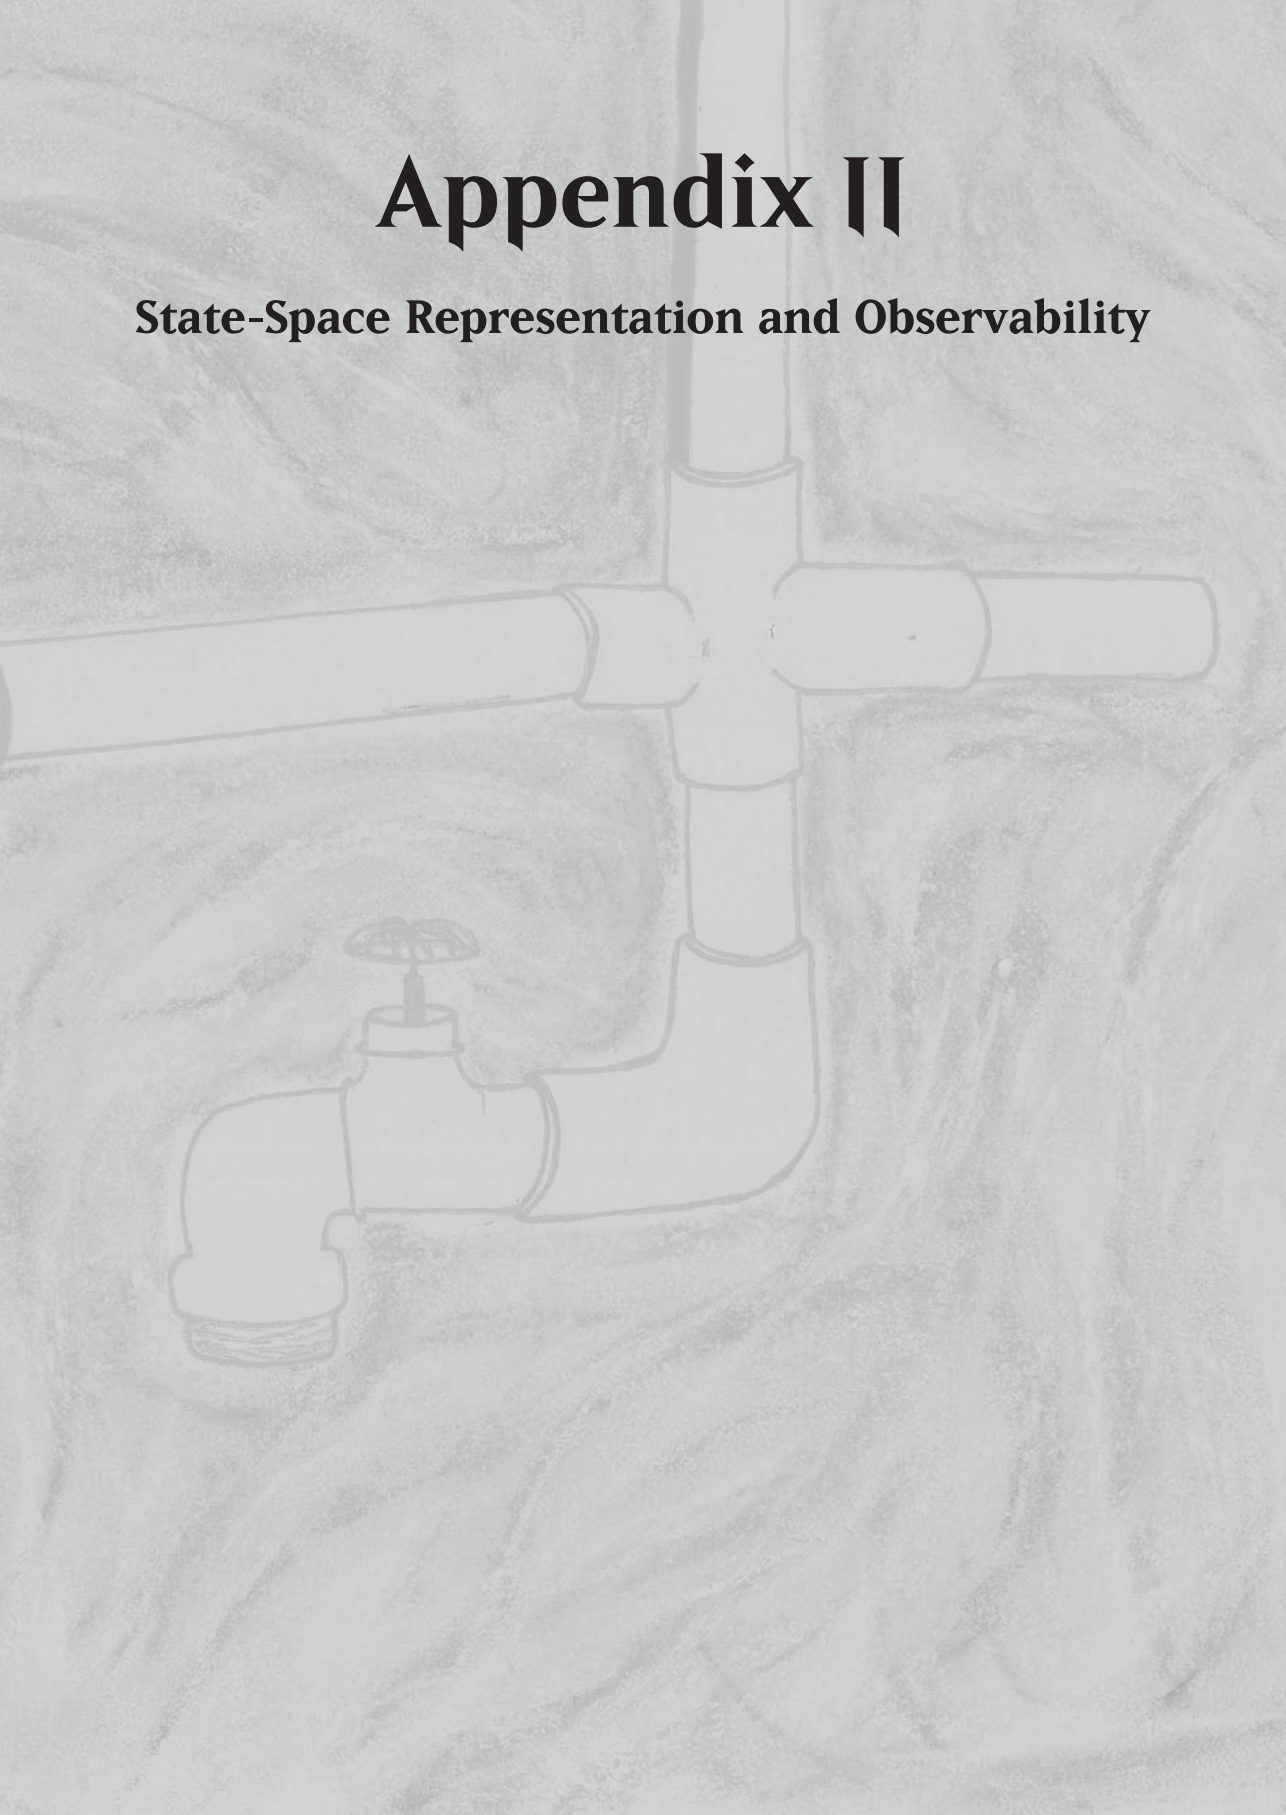 Appendix II
State-Space Representation and Observability